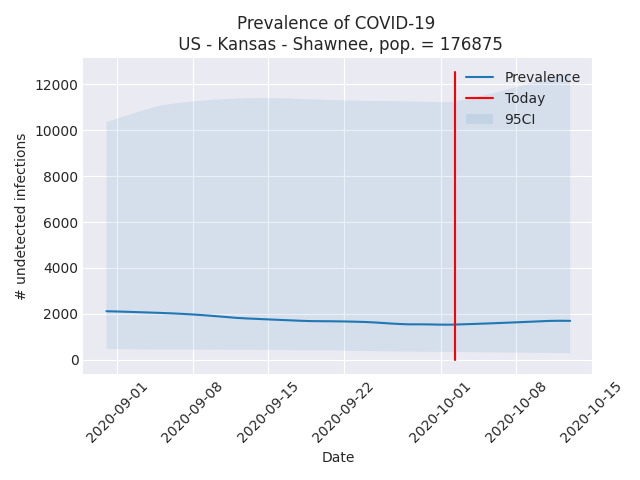 Prevalence of COVID-19
US - Kansas - Shawnee, pop. = 176875
12000
10000
8000
6000
4000
2000
0
# undetected infections
Prevalence
Today
95CI
2020-09-01
2020-09-08
2020-09-15
2020-09-22
2020-10-01
2020-10-08
2020-10-15
Date